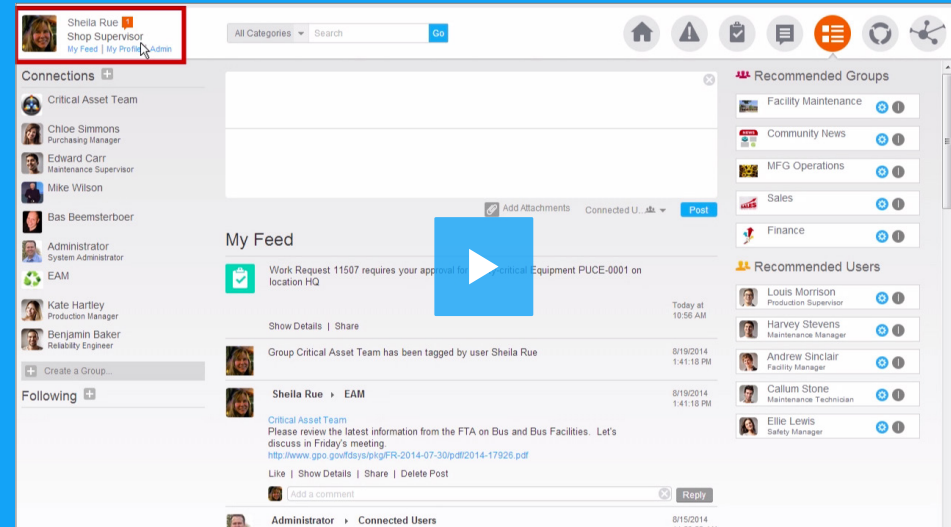 Sheila Rue 1
Shop Supervisor
My Feed | My Profile Admin
All Categories Search Go
Connections
Critical Asset Team
Chloe Simmons
Purchasing Manager
Edward Carr
Maintenance Supervisor
Mike Wilson
Bas Beemsterboer
Administrator
System Administrator
EAM
Kate Hartley
Production Manager
Benjamin Baker
Reliability Engineer
Create a Group...
Following
Add Attachments Connected U... Post
My Feed
Work Request 11507 requires your approval for critical Equipment PUCE-0001 on
location HQ
Today at
10:56 AM
Show Details | Share
Group Critical Asset Team has been tagged by user Sheila Rue
8/19/2014
1:41:18 PM
Sheila Rue EAM
8/19/2014
1:41:18 PM
Critical Asset Team
Please review the latest information from the FTA on Bus and Bus Facilities. Let's
discuss in Friday's meeting.
http://www.gpo.gov/fdsys/pkg/FR-2014-07-30/pdf/2014-17926.pdf
Like | Show Details | Share | Delete Post
Add a comment Reply
Administrator Connected Users
8/15/2014
Recommended Groups
Facility Maintenance
NEWS
Community News
MFG Operations
SALES
Sales
Finance
Recommended Users
Louis Morrison
Production Supervisor
Harvey Stevens
Maintenance Manager
Andrew Sinclair
Facility Manager
Callum Stone
Maintenance Technician
Ellie Lewis
Safety Manager